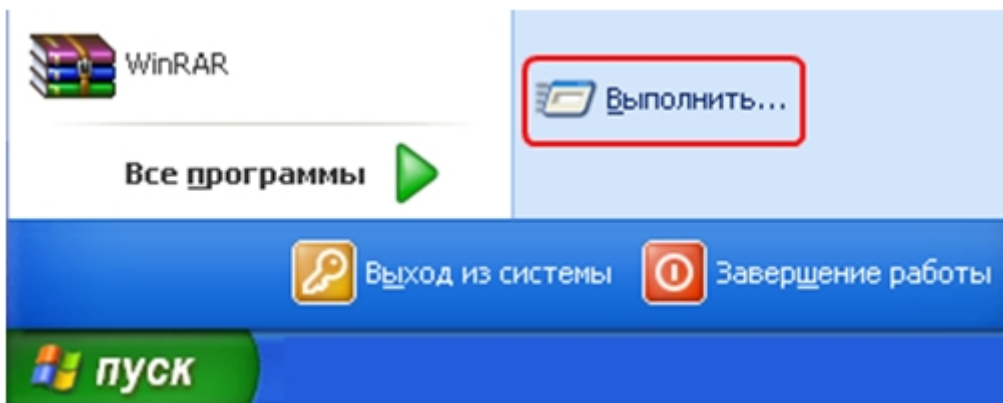 WinRAR
Выполнить...
Все программы
Выход из системы
Завершение работы
пуск